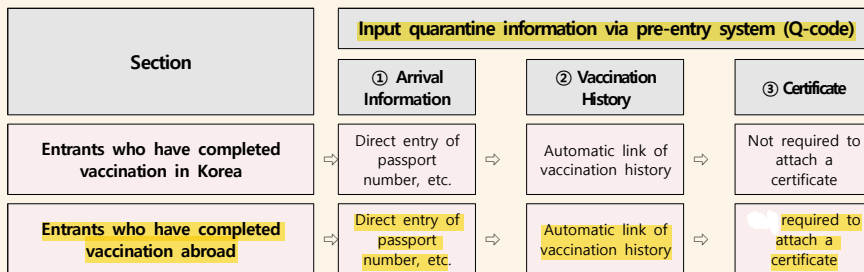 Input quarantine information via pre-entry system (Q-code)
Section
① Arrival
Information
② Vaccination
History
③ Certificate
Entrants who have completed
vaccination in Korea
⇨
Direct entry of
passport
number, etc.
⇨
Automatic link of
vaccination history
⇨
Not required to
attach a
certificate
Entrants who have completed
vaccination abroad
⇨
Direct entry of
passport
number, etc.
⇨
Automatic link of
vaccination history
⇨
required to
attach a
certificate